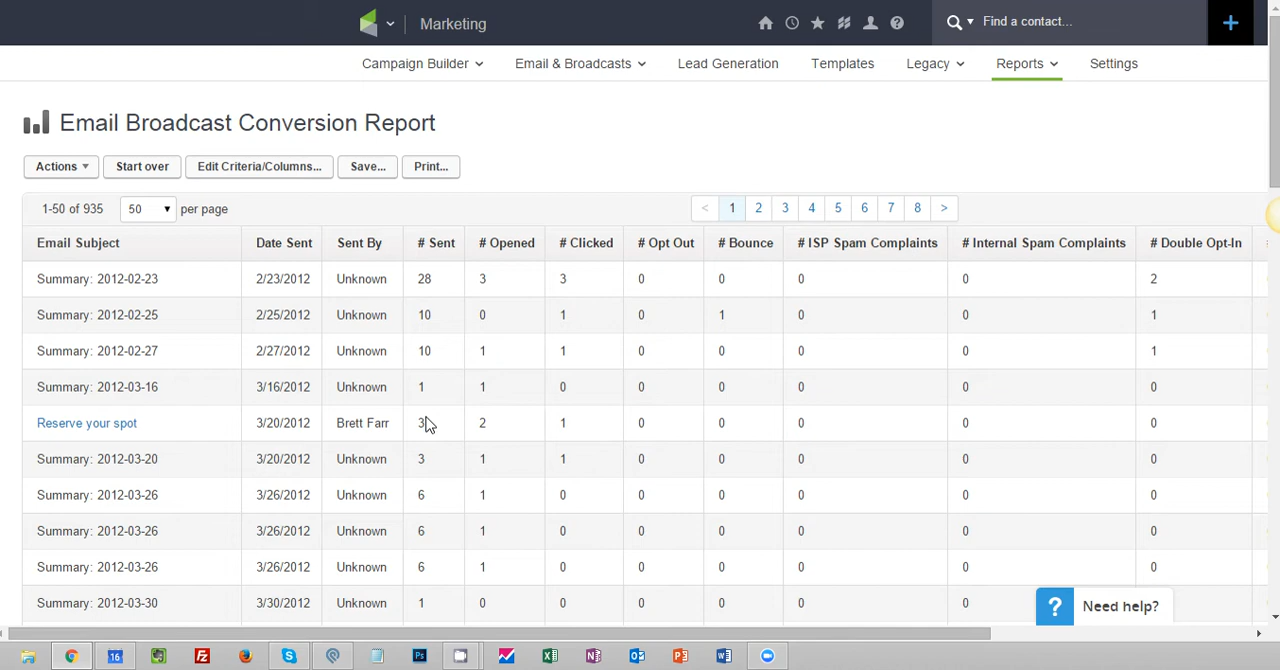 Marketing
Find a contact...
Campaign Builder
Email & Broadcasts
Lead Generation
Templates
Legacy
Reports
Settings
Email Broadcast Conversion Report
Actions
Start over
Edit Criteria/Columns...
Save...
Print...
1-50 of 935 50 per page < 1 2 3 4 5 6 7 8 >
Email Subject Date Sent Sent By # Sent # Opened # Clicked # Opt Out # Bounce # ISP Spam Complaints # Internal Spam Complaints # Double Opt-In
Summary: 2012-02-23 2/23/2012 Unknown 28 3 3 0 0 0 0 2
Summary: 2012-02-25 2/25/2012 Unknown 10 0 1 0 1 0 0 1
Summary: 2012-02-27 2/27/2012 Unknown 10 1 1 0 0 0 0 1
Summary: 2012-03-16 3/16/2012 Unknown 1 1 0 0 0 0 0 0
Reserve your spot 3/20/2012 Brett Farr 3 2 1 0 0 0 0 0
Summary: 2012-03-20 3/20/2012 Unknown 3 1 1 0 0 0 0 0
Summary: 2012-03-26 3/26/2012 Unknown 6 1 0 0 0 0 0 0
Summary: 2012-03-26 3/26/2012 Unknown 6 1 0 0 0 0 0 0
Summary: 2012-03-26 3/26/2012 Unknown 6 1 0 0 0 0 0 0
Summary: 2012-03-30 3/30/2012 Unknown 1 0 0 0 0 0 0 0
? Need help?
16